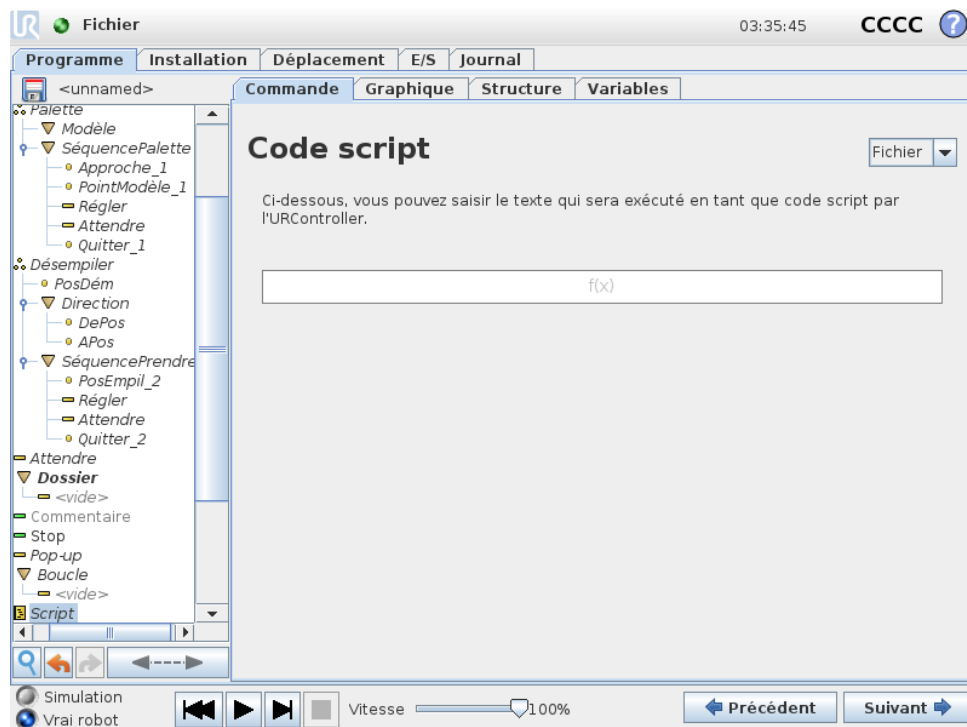 UR Fichier 03:35:45 CCCC ?
Programme Installation Déplacement E/S Journal
<unnamed> Commande Graphique Structure Variables
Palette
Modèle
SéquencePalette
Approche_1
PointModèle_1
Régler
Attendre
Quitter_1
Désempiler
PosDém
Direction
DePos
APos
SéquencePrendre
PosEmpil_2
Régler
Attendre
Quitter_2
Attendre
Dossier
<vide>
Commentaire
Stop
Pop-up
Boucle
<vide>
Script
Code script
Fichier
Ci-dessous, vous pouvez saisir le texte qui sera exécuté en tant que code script par
l'URController.
f(x)
Simulation
Vrai robot
Vitesse 100%
Précédent Suivant